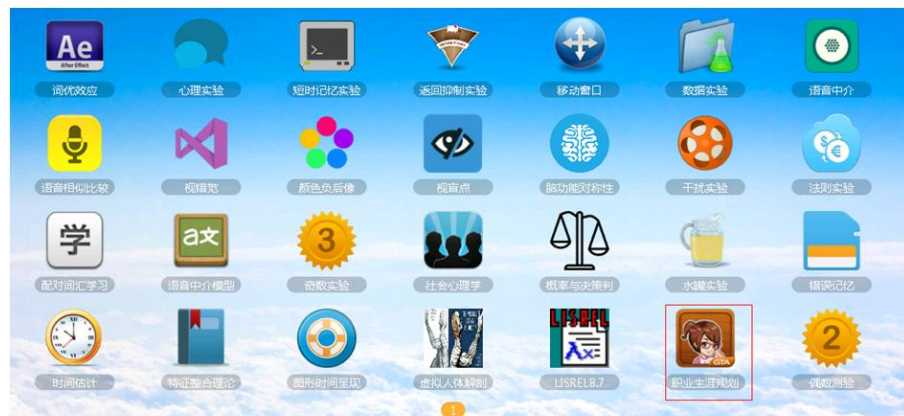 Ae
After Effect
词优效应
心理实验
>_
短时记忆实验
返回抑制实验
移动窗口
数据实验
语音中介
语音相似比较
视错觉
颜色负后像
视盲点
脑功能对称性
干扰实验
$ €
法则实验
学
配对词汇学习
a文
语音中介模型
3
奇数实验
社会心理学
概率与决策判
水罐实验
错误记忆
时间估计
特征整合理论
图形时间呈现
虚拟人体解剖
LISREL
λx
LISREL8.7
GTA
职业生涯规划
2
偶数测验
1